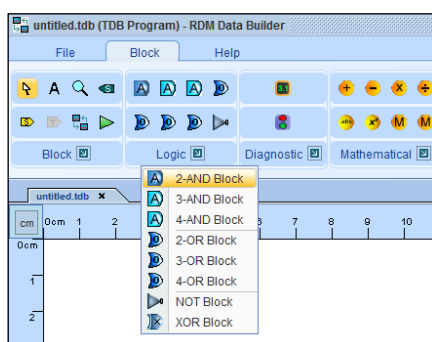 untitled.tdb (TDB Program) - RDM Data Builder
File Block Help
A S A A A D
3.5 + - x ÷
D D D M M
Block Logic Diagnostic Mathematical
untitled.tdb x
cm 0cm 1 2 6 7 8 9 10
0cm
1
2
A 2-AND Block
A 3-AND Block
A 4-AND Block
2-OR Block
3-OR Block
4-OR Block
NOT Block
XOR Block